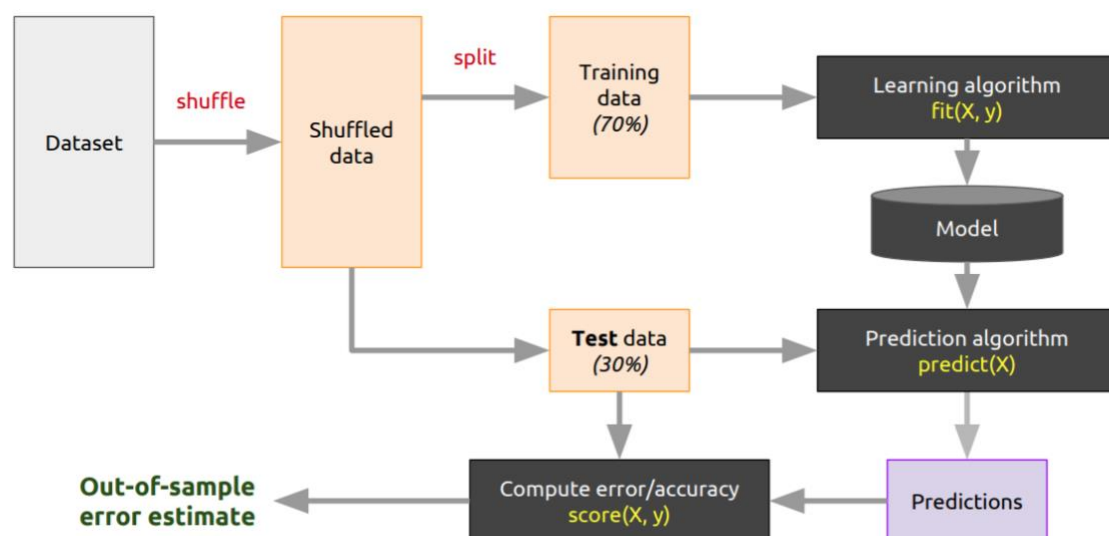 Dataset
shuffle
Shuffled
data
split
Training
data
(70%)
Learning algorithm
fit(X, y)
Model
Test data
(30%)
Prediction algorithm
predict(X)
Predictions
Compute error/accuracy
score(X, y)
Out-of-sample
error estimate